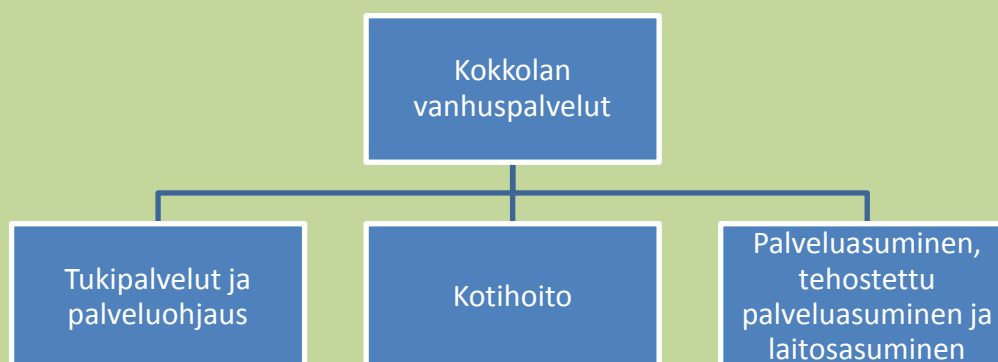 Kokkolan
vanhuspalvelut
Tukipalvelut ja
palveluohjaus
Kotihoito
Palveluasuminen,
tehostettu
palveluasuminen ja
laitosasuminen